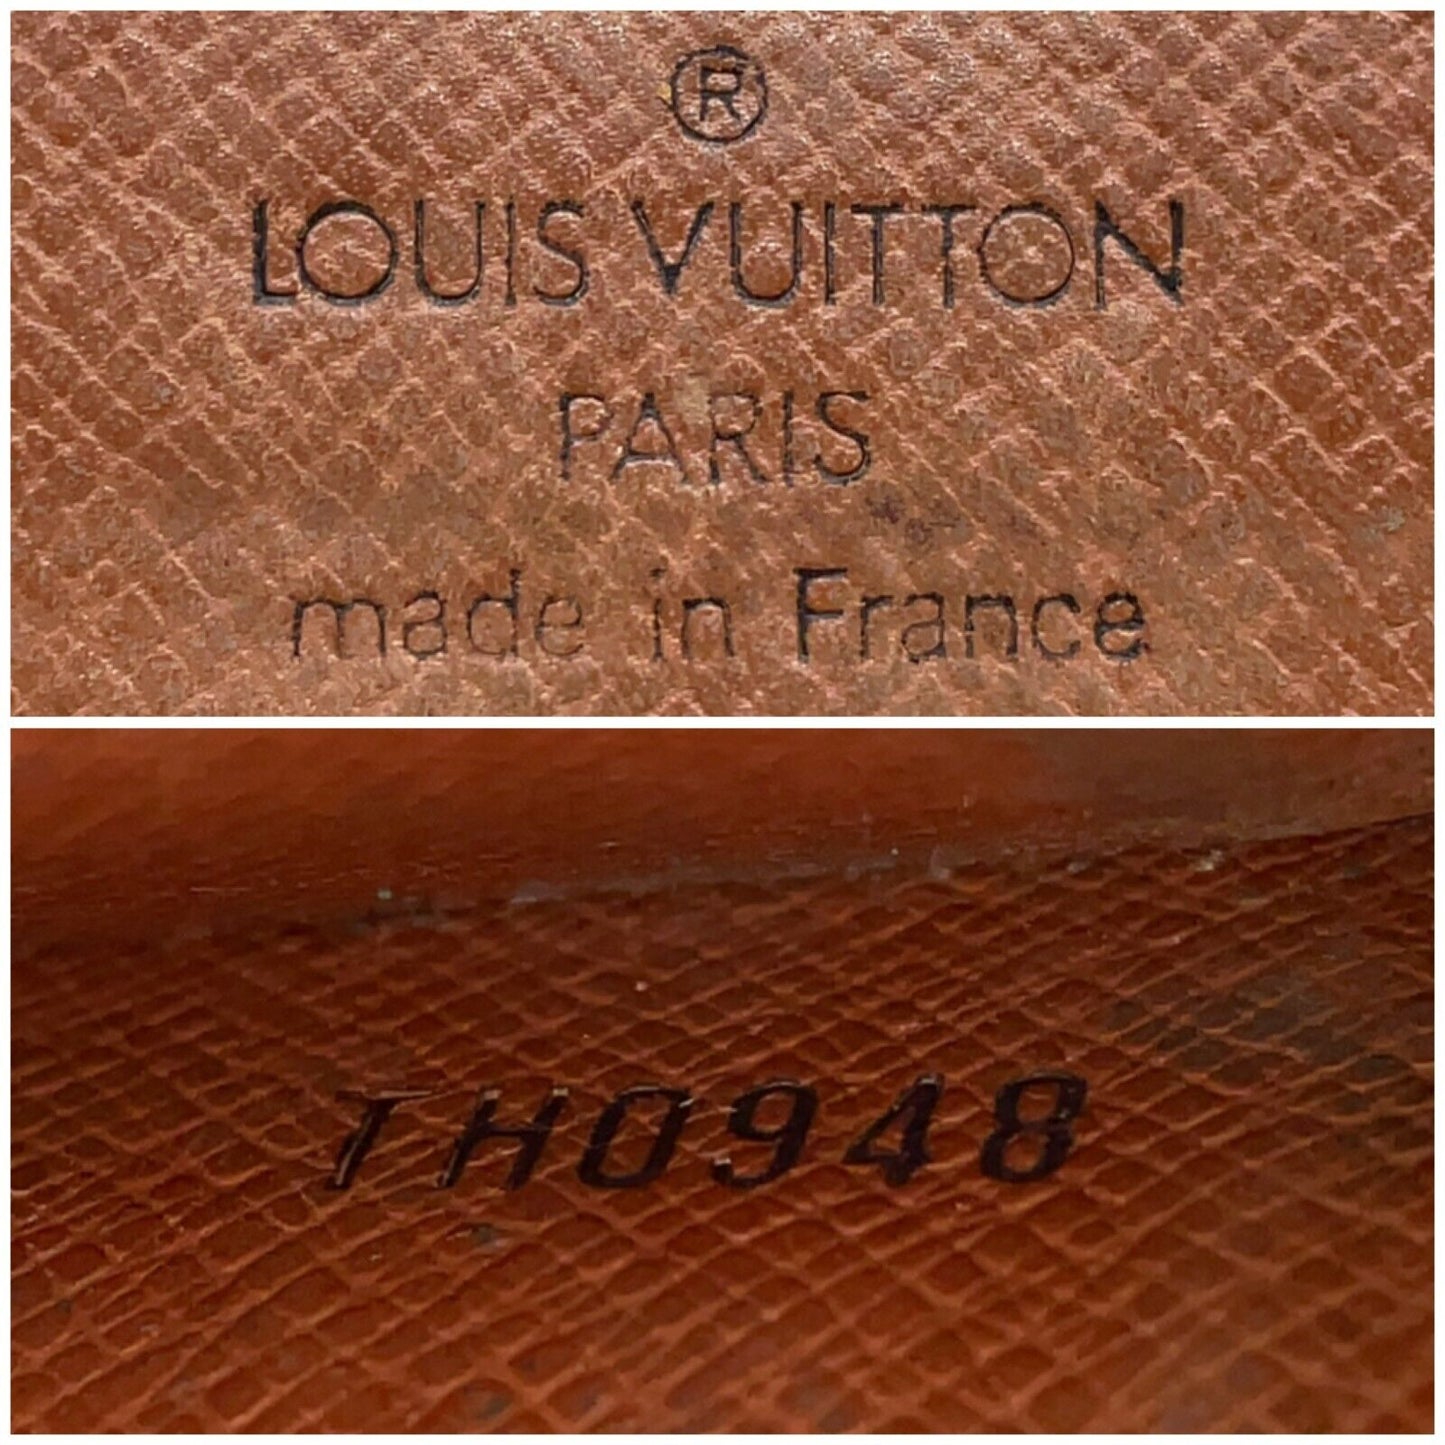 ®
LOUIS VUITTON
PARIS
made in France
TH0948